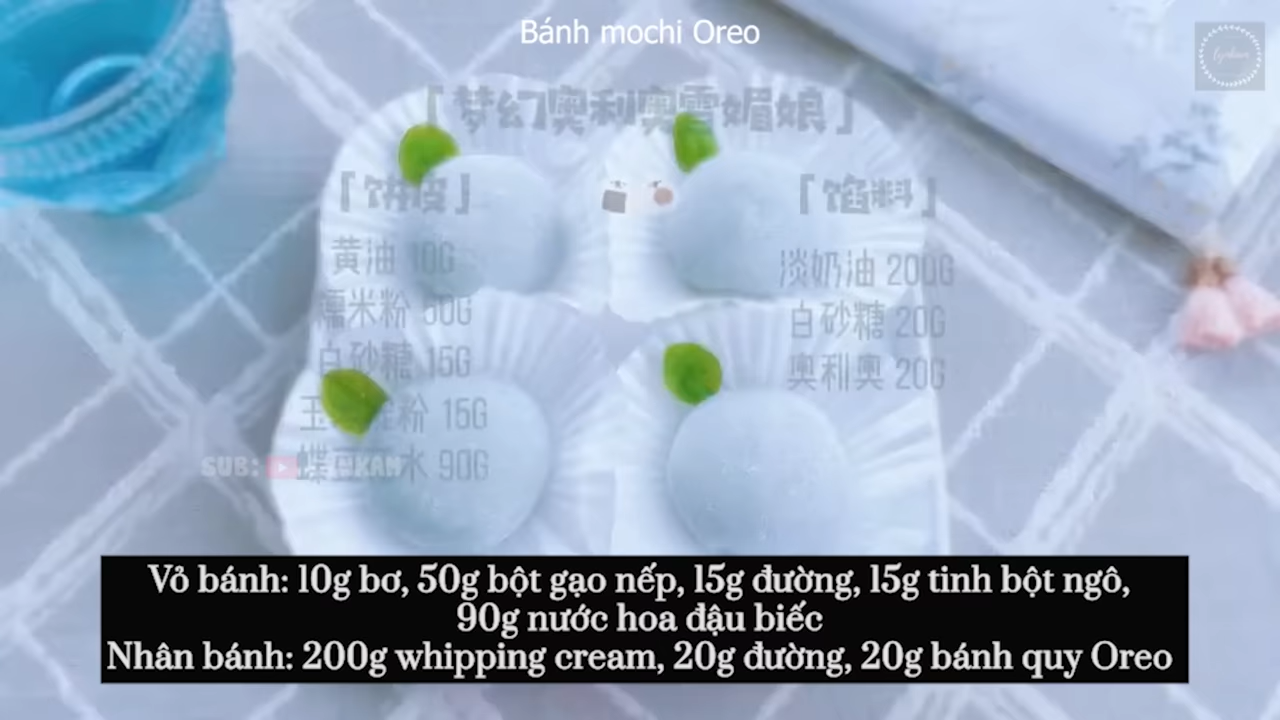 Bánh mochi Oreo
「梦幻奥利奥雪媚娘」
「饼皮」
黄油 10G
糯米粉 50G
白砂糖 15G
玉 淀粉 15G
蝶豆 水 90G
「馅料」
淡奶油 200G
白砂糖 20G
奥利奥 20G
SUB:
Vỏ bánh: 10g bơ, 50g bột gạo nếp, 15g đường, 15g tinh bột ngô,
90g nước hoa đậu biếc
Nhân bánh: 200g whipping cream, 20g đường, 20g bánh quy Oreo